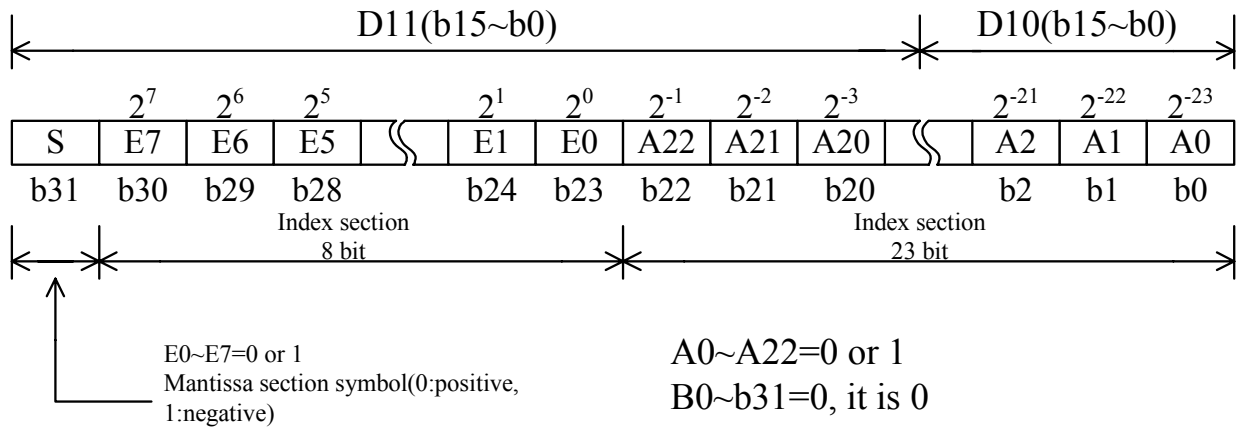 D11(b15~b0) D10(b15~b0)
2^7 2^6 2^5 2^1 2^0 2^-1 2^-2 2^-3 2^-21 2^-22 2^-23
S E7 E6 E5 E1 E0 A22 A21 A20 A2 A1 A0
b31 b30 b29 b28 b24 b23 b22 b21 b20 b2 b1 b0
Index section Index section
8 bit 23 bit
E0~E7=0 or 1
Mantissa section symbol(0:positive,
1:negative)
A0~A22=0 or 1
B0~b31=0, it is 0